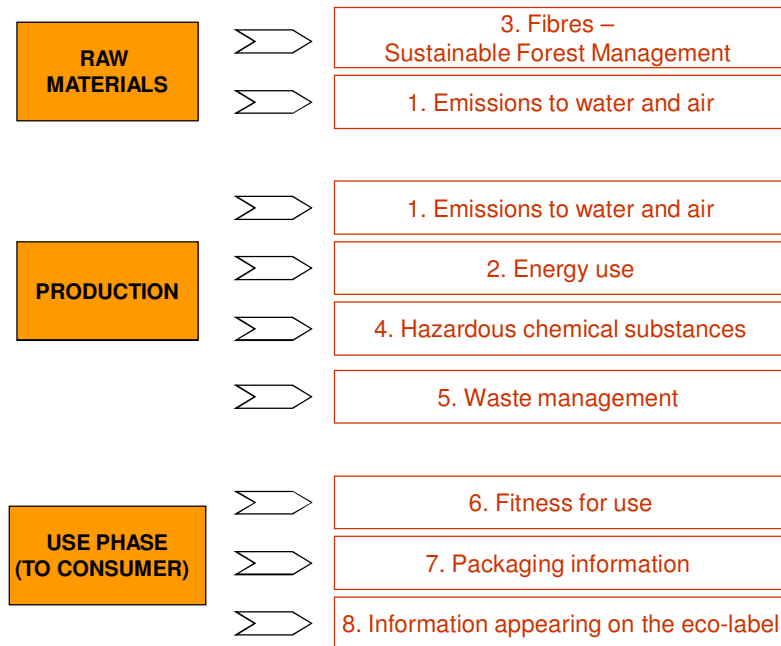 RAW
MATERIALS
3. Fibres –
Sustainable Forest Management
1. Emissions to water and air
PRODUCTION
1. Emissions to water and air
2. Energy use
4. Hazardous chemical substances
5. Waste management
USE PHASE
(TO CONSUMER)
6. Fitness for use
7. Packaging information
8. Information appearing on the eco-label